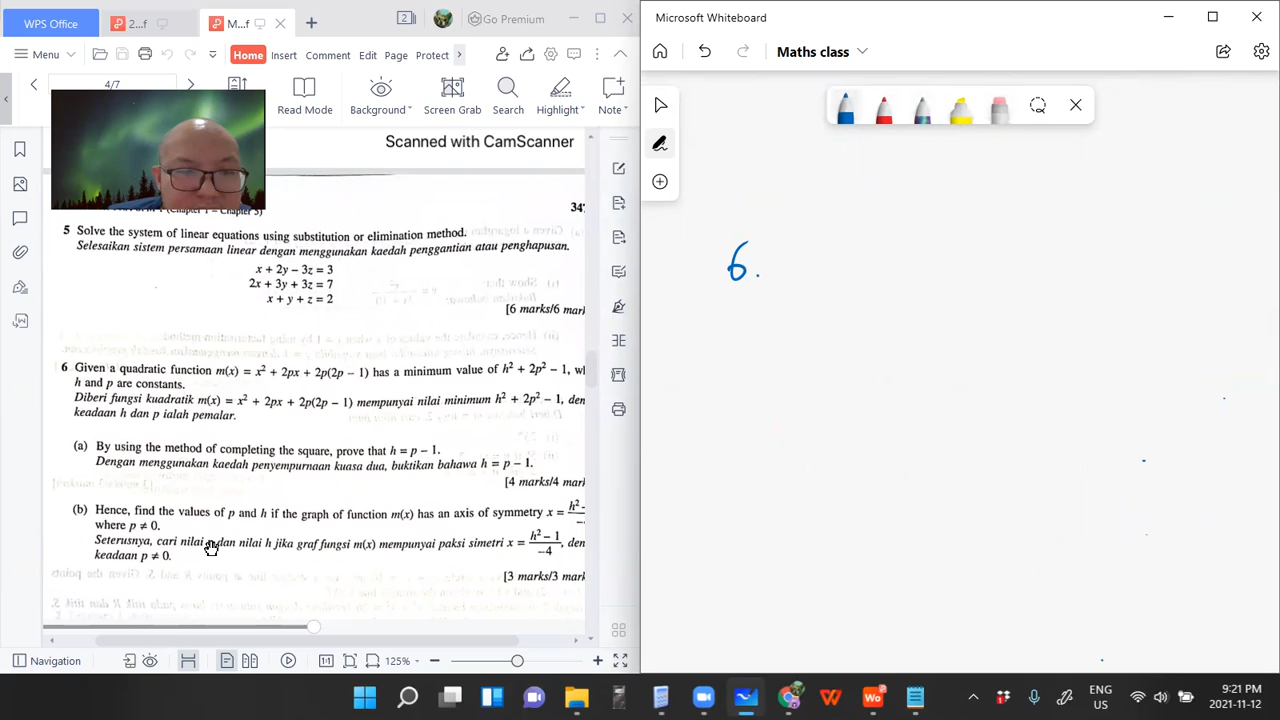 WPS Office
2...f
M...f
2
Go Premium
Menu
Home
Insert
Comment
Edit
Page
Protect
4/7
Read Mode
Background
Screen Grab
Search
Highlight
Note
Scanned with CamScanner
347
5 Solve the system of linear equations using substitution or elimination method.
Selesaikan sistem persamaan linear dengan menggunakan kaedah penggantian atau penghapusan.
x + 2y − 3z = 3
2x + 3y + 3z = 7
x + y + z = 2
[6 marks/6 mar
6 Given a quadratic function m(x) = x² + 2px + 2p(2p − 1) has a minimum value of h² + 2p² − 1, w
h and p are constants.
Diberi fungsi kuadratik m(x) = x² + 2px + 2p(2p − 1) mempunyai nilai minimum h² + 2p² − 1, den
keadaan h dan p ialah pemalar.
(a) By using the method of completing the square, prove that h = p − 1.
Dengan menggunakan kaedah penyempurnaan kuasa dua, buktikan bahawa h = p − 1.
[4 marks/4 mar
(b) Hence, find the values of p and h if the graph of function m(x) has an axis of symmetry x = h² −
where p ≠ 0.
Seterusnya, cari nilai p dan nilai h jika graf fungsi m(x) mempunyai paksi simetri x = h² − 1 / −4, den
keadaan p ≠ 0.
[3 marks/3 mar
Navigation
125%
Microsoft Whiteboard
Maths class
6.
ENG
US
9:21 PM
2021-11-12